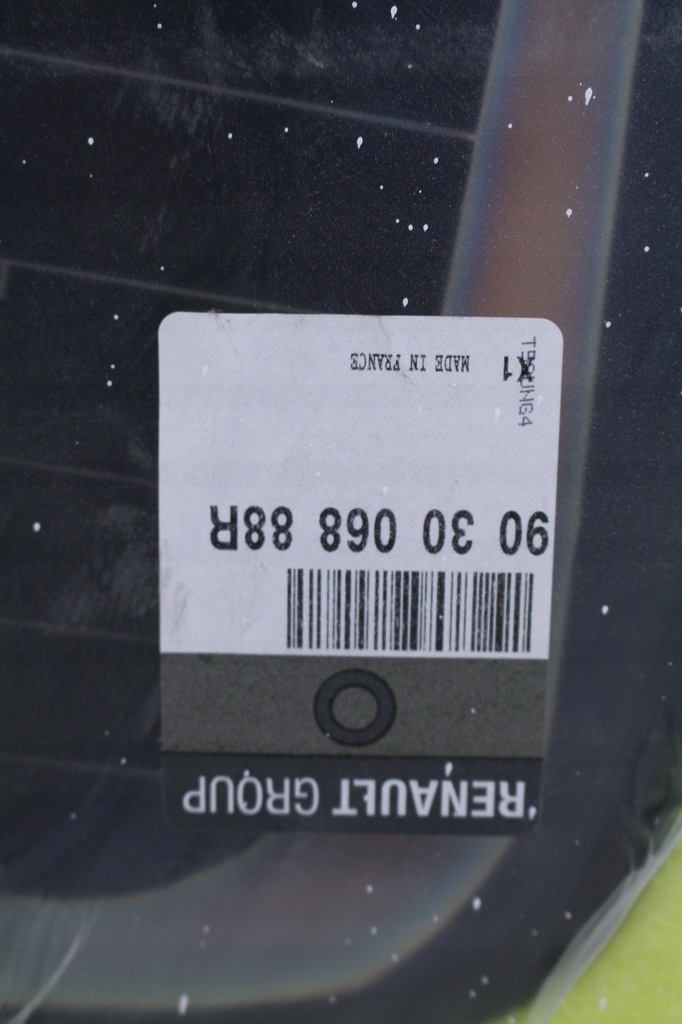 RENAULT GROUP
90 30 068 88R
X1 MADE IN FRANCE